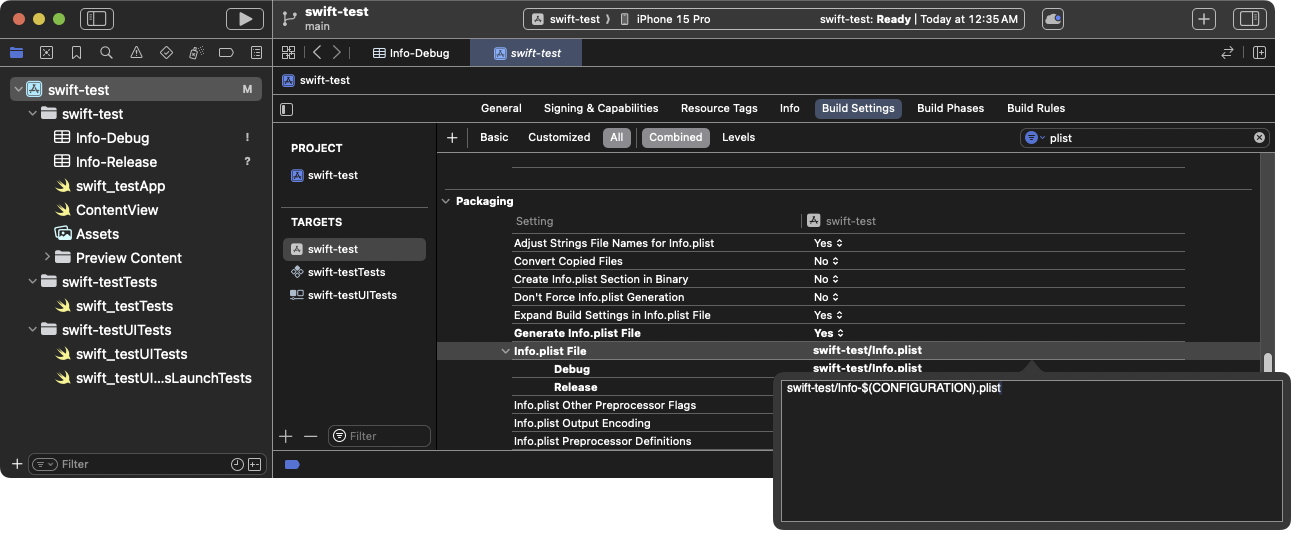 swift-test
main
swift-test ⟩ iPhone 15 Pro
swift-test: Ready | Today at 12:35 AM
Info-Debug
swift-test
swift-test M
swift-test
Info-Debug !
Info-Release ?
swift_testApp
ContentView
Assets
Preview Content
swift-testTests
swift_testTests
swift-testUITests
swift_testUITests
swift_testUI...sLaunchTests
Filter
swift-test
General Signing & Capabilities Resource Tags Info Build Settings Build Phases Build Rules
PROJECT
swift-test
TARGETS
swift-test
swift-testTests
swift-testUITests
Filter
Basic Customized All Combined Levels
plist
Packaging
Setting swift-test
Adjust Strings File Names for Info.plist Yes
Convert Copied Files No
Create Info.plist Section in Binary No
Don't Force Info.plist Generation No
Expand Build Settings in Info.plist File Yes
Generate Info.plist File Yes
Info.plist File swift-test/Info.plist
Debug swift-test/Info.plist
Release
Info.plist Other Preprocessor Flags
Info.plist Output Encoding
Info.plist Preprocessor Definitions
swift-test/Info-$(CONFIGURATION).plist